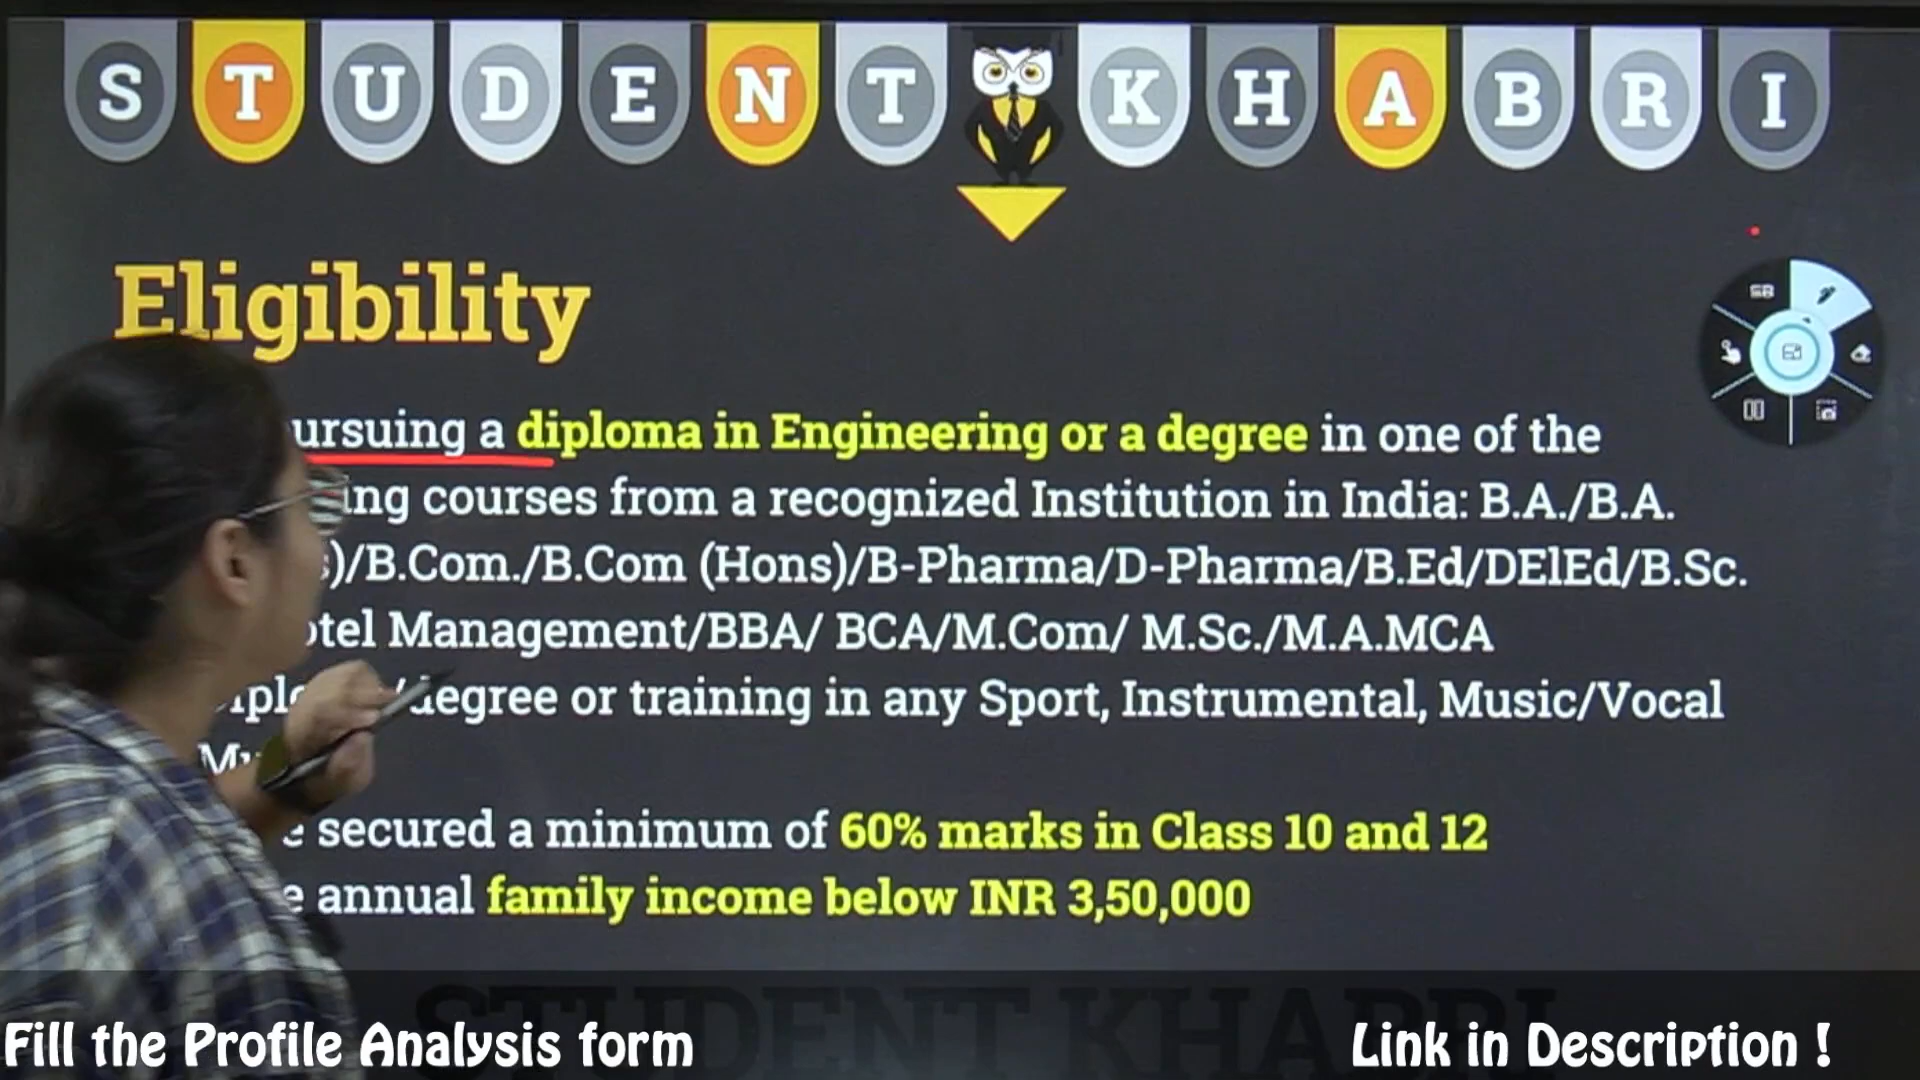 STUDENT KHABRI
Eligibility
ursuing a diploma in Engineering or a degree in one of the
ing courses from a recognized Institution in India: B.A./B.A.
)/B.Com./B.Com (Hons)/B-Pharma/D-Pharma/B.Ed/DElEd/B.Sc.
otel Management/BBA/ BCA/M.Com/ M.Sc./M.A.MCA
degree or training in any Sport, Instrumental, Music/Vocal
e secured a minimum of 60% marks in Class 10 and 12
e annual family income below INR 3,50,000
STUDENT KHABRI
Fill the Profile Analysis form
Link in Description !